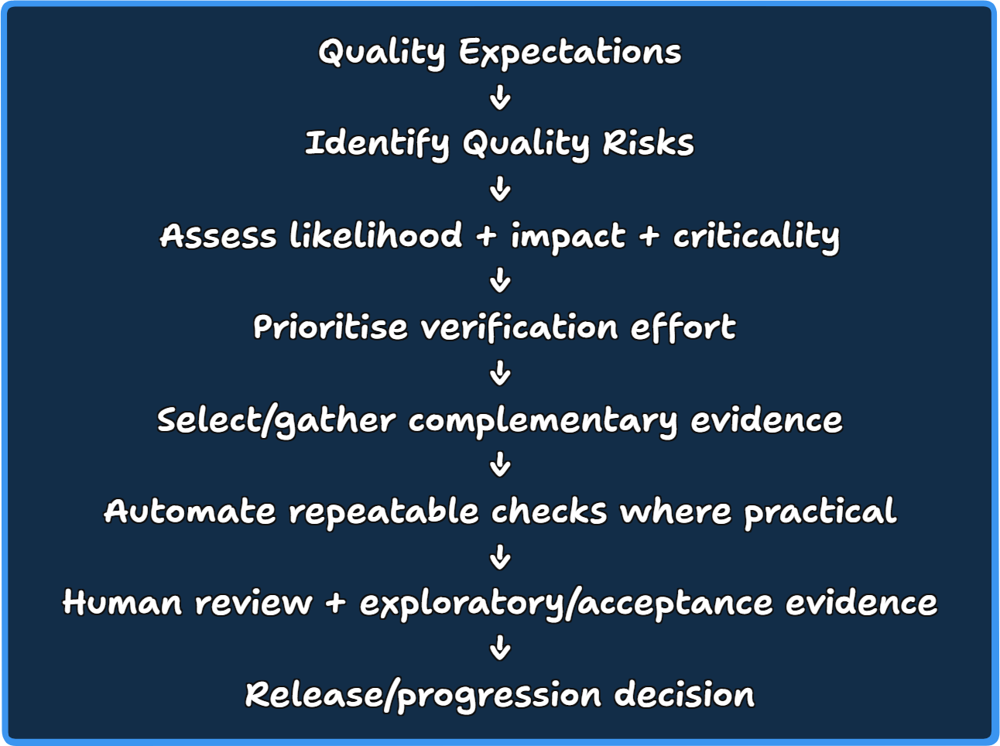 Quality Expectations
↓
Identify Quality Risks
↓
Assess likelihood + impact + criticality
↓
Prioritise verification effort
↓
Select/gather complementary evidence
↓
Automate repeatable checks where practical
↓
Human review + exploratory/acceptance evidence
↓
Release/progression decision